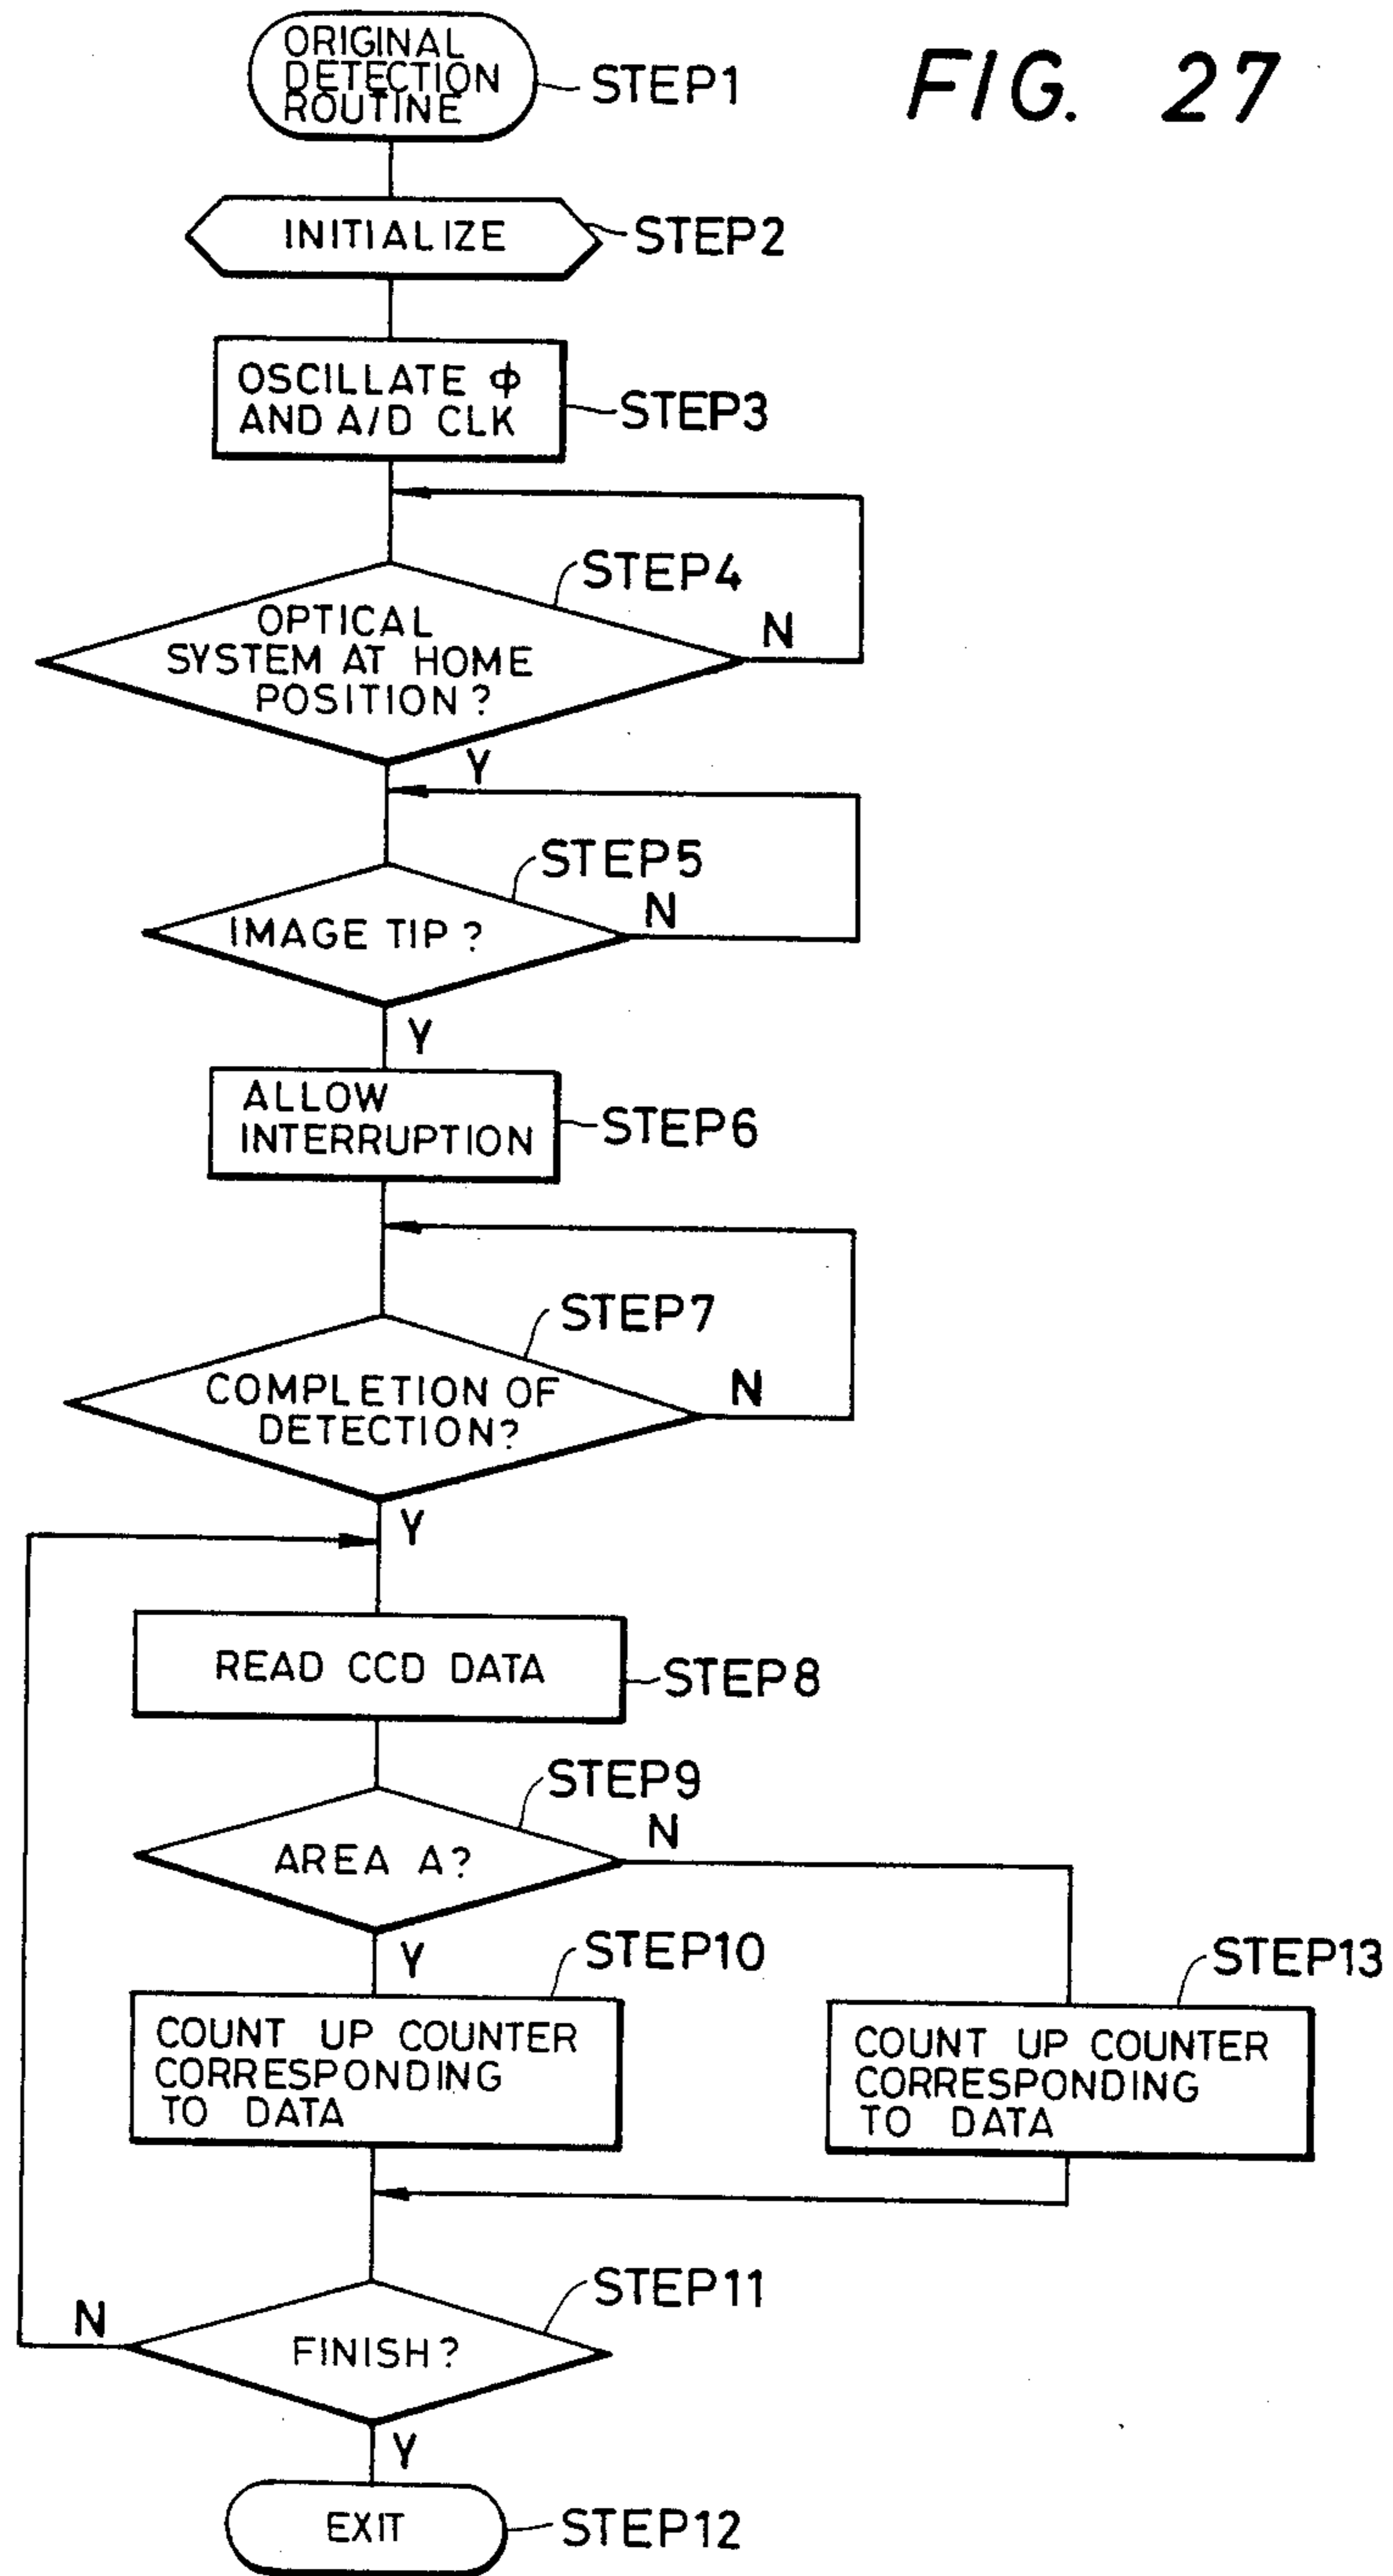 FIG. 27
ORIGINAL
DETECTION
ROUTINE
STEP1
INITIALIZE
STEP2
OSCILLATE Φ
AND A/D CLK
STEP3
STEP4
OPTICAL
SYSTEM AT HOME
POSITION?
N
Y
STEP5
IMAGE TIP?
N
Y
ALLOW
INTERRUPTION
STEP6
STEP7
COMPLETION OF
DETECTION?
N
Y
READ CCD DATA
STEP8
STEP9
AREA A?
N
Y
STEP10
COUNT UP COUNTER
CORRESPONDING
TO DATA
STEP13
COUNT UP COUNTER
CORRESPONDING
TO DATA
STEP11
N
FINISH?
Y
EXIT
STEP12